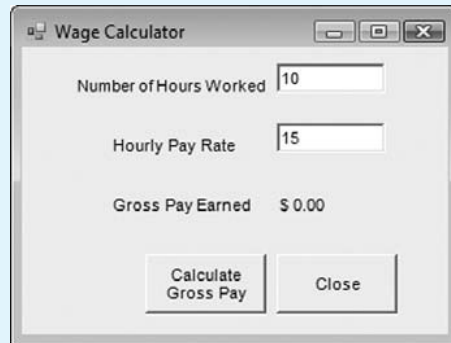 Wage Calculator
Number of Hours Worked 10
Hourly Pay Rate 15
Gross Pay Earned $ 0.00
Calculate
Gross Pay
Close